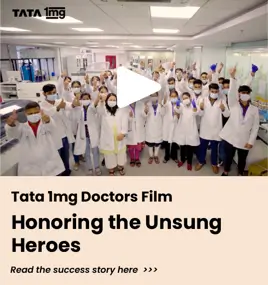 TATA 1mg
Tata 1mg Doctors Film
Honoring the Unsung
Heroes
Read the success story here >>>